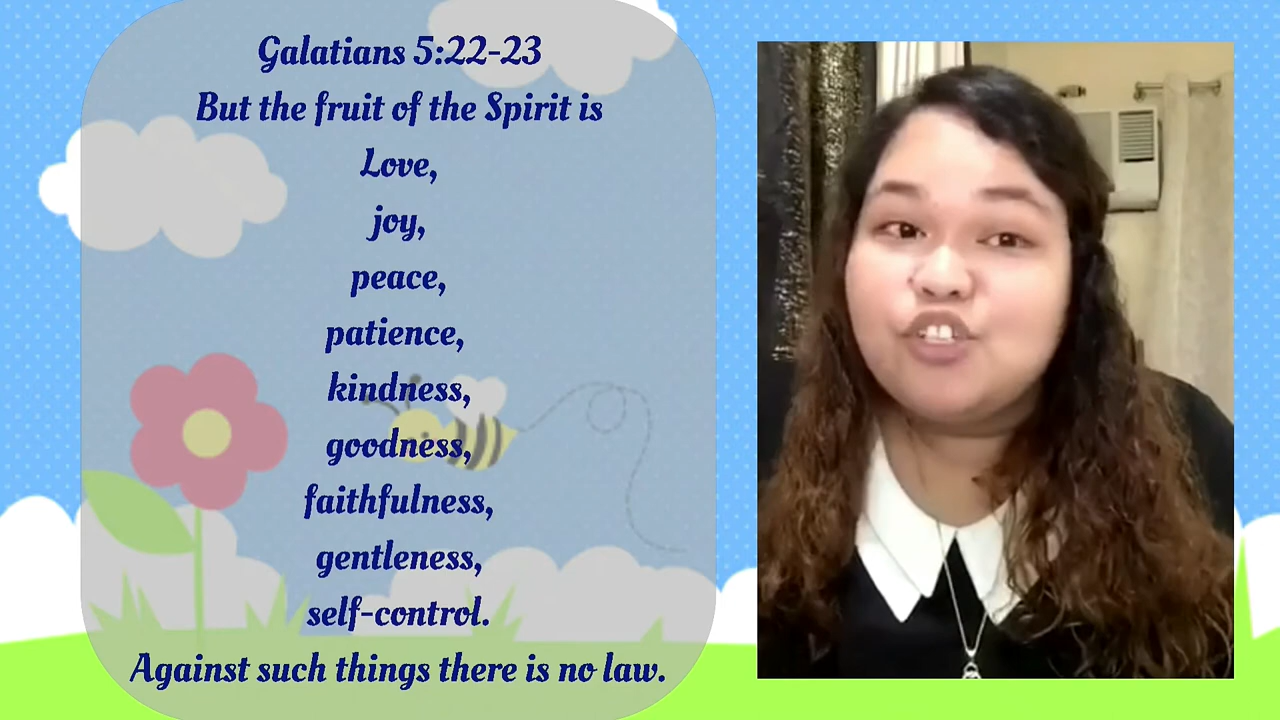 Galatians 5:22-23
But the fruit of the Spirit is
Love,
joy,
peace,
patience,
kindness,
goodness,
faithfulness,
gentleness,
self-control.
Against such things there is no law.